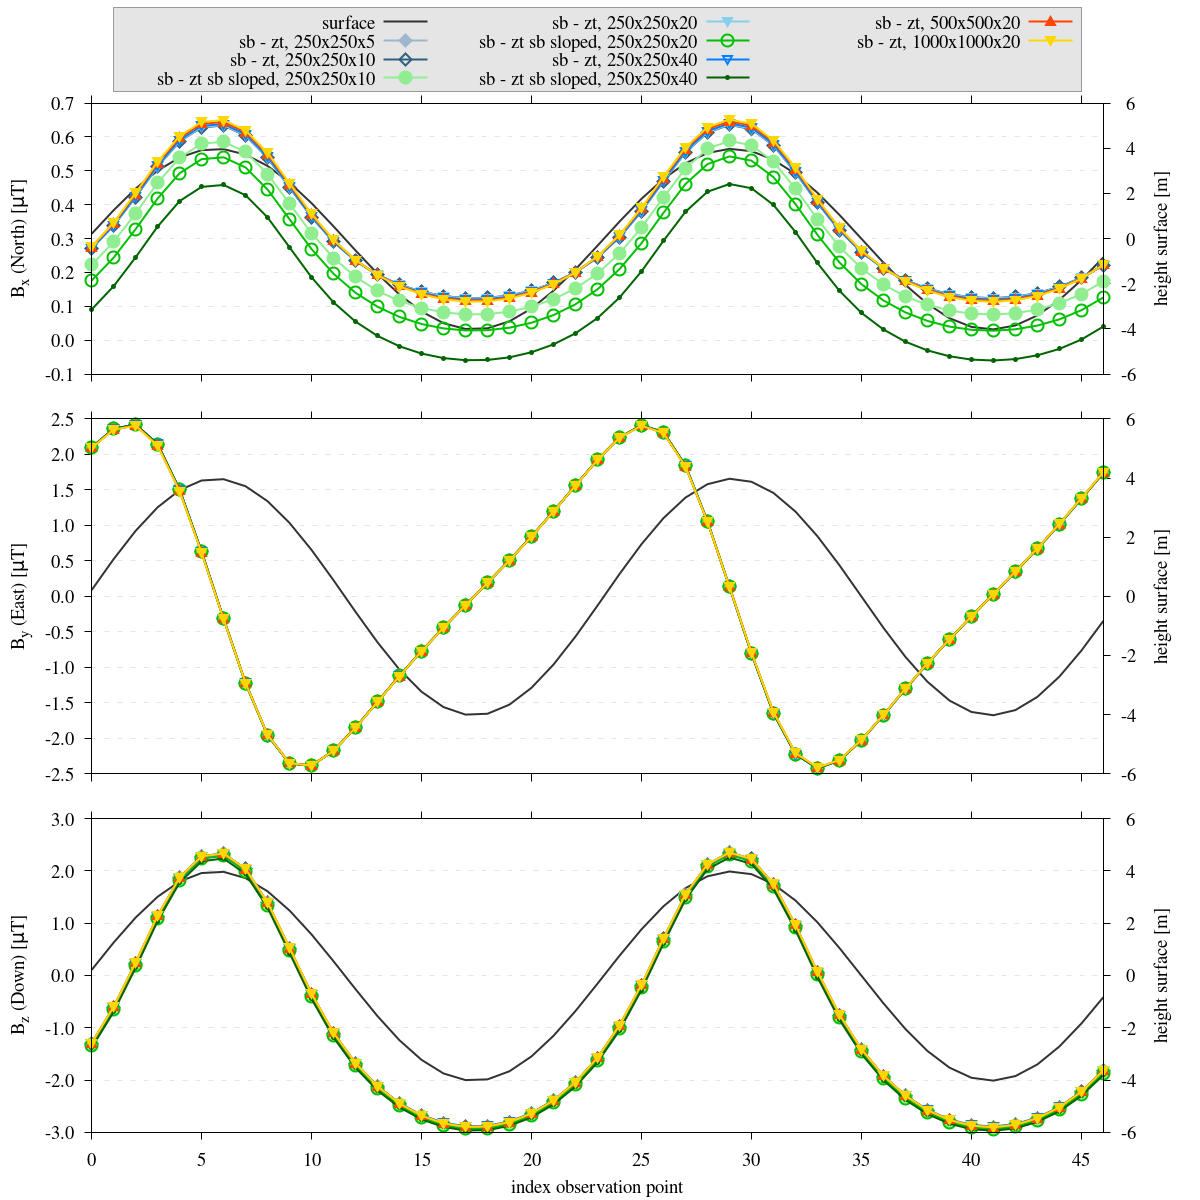 surface
sb - zt, 250x250x5
sb - zt, 250x250x10
sb - zt sb sloped, 250x250x10
sb - zt, 250x250x20
sb - zt sb sloped, 250x250x20
sb - zt, 250x250x40
sb - zt sb sloped, 250x250x40
sb - zt, 500x500x20
sb - zt, 1000x1000x20
Bx (North) [µT]
0.7
0.6
0.5
0.4
0.3
0.2
0.1
0.0
-0.1
6
4
2
0
-2
-4
-6
height surface [m]
By (East) [µT]
2.5
2.0
1.5
1.0
0.5
0.0
-0.5
-1.0
-1.5
-2.0
-2.5
6
4
2
0
-2
-4
-6
height surface [m]
Bz (Down) [µT]
3.0
2.0
1.0
0.0
-1.0
-2.0
-3.0
6
4
2
0
-2
-4
-6
height surface [m]
0 5 10 15 20 25 30 35 40 45
index observation point